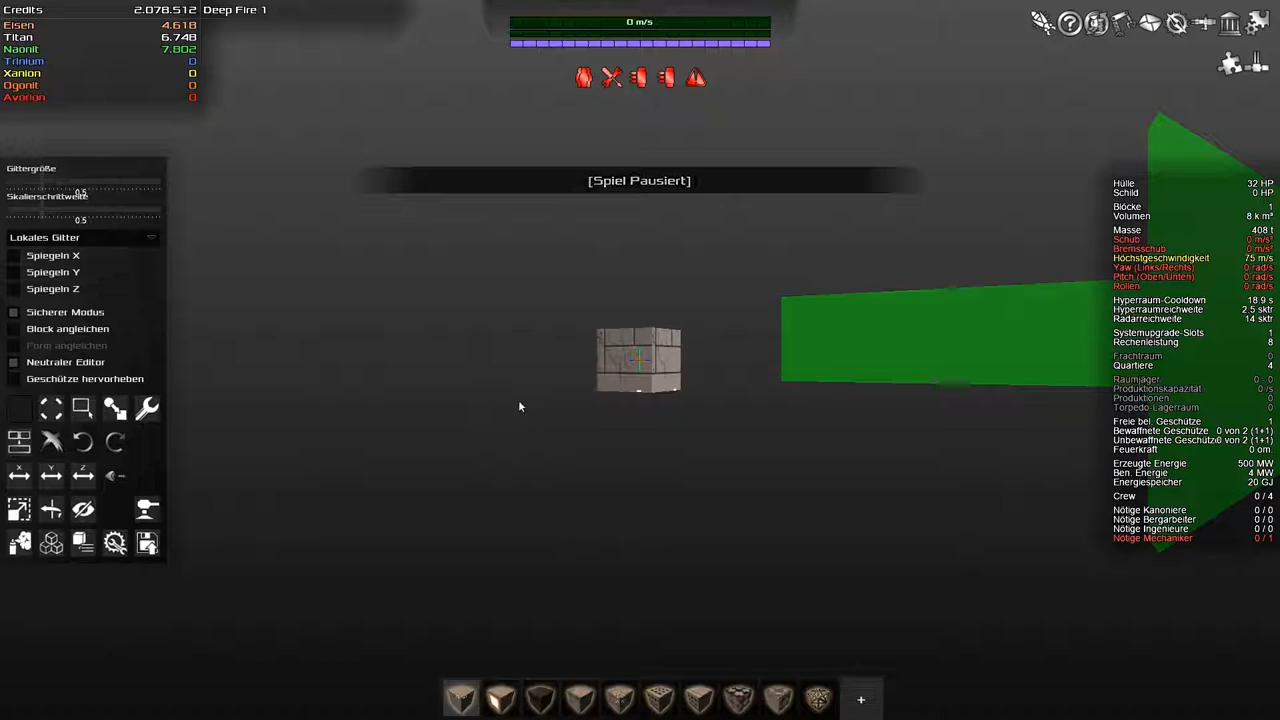 Credits 2.078.512 Deep Fire 1
Eisen 4.618
Titan 6.748
Naonit 7.802
Trinium 0
Xanion 0
Ogonit 0
Avorion 0
0 m/s
[Spiel Pausiert]
Gittergröße
0.5
Skalierschrittweite
0.5
Lokales Gitter
Spiegeln X
Spiegeln Y
Spiegeln Z
Sicherer Modus
Block angleichen
Form angleichen
Neutraler Editor
Geschütze hervorheben
X Y Z
Hülle 32 HP
Schild 0 HP
Blöcke 1
Volumen 8 k m³
Masse 408 t
Schub 0 m/s²
Bremsschub 0 m/s²
Höchstgeschwindigkeit 75 m/s
Yaw (Links/Rechts) 0 rad/s
Pitch (Oben/Unten) 0 rad/s
Rollen 0 rad/s
Hyperraum-Cooldown 18.9 s
Hyperraumreichweite 2.5 sktr
Radarreichweite 14 sktr
Systemupgrade-Slots 1
Rechenleistung 8
Frachtraum 0
Quartiere 4
Raumjäger 0 - 0
Produktionskapazität 0 /s
Produktionen 0
Torpedo-Lagerraum 0
Freie bel. Geschütze 1
Bewaffnete Geschütz 0 von 2 (1+1)
Unbewaffnete Geschütz 0 von 2 (1+1)
Feuerkraft 0 om.
Erzeugte Energie 500 MW
Ben. Energie 4 MW
Energiespeicher 20 GJ
Crew 0 / 4
Nötige Kanoniere 0 / 0
Nötige Bergarbeiter 0 / 0
Nötige Ingenieure 0 / 0
Nötige Mechaniker 0 / 1
+